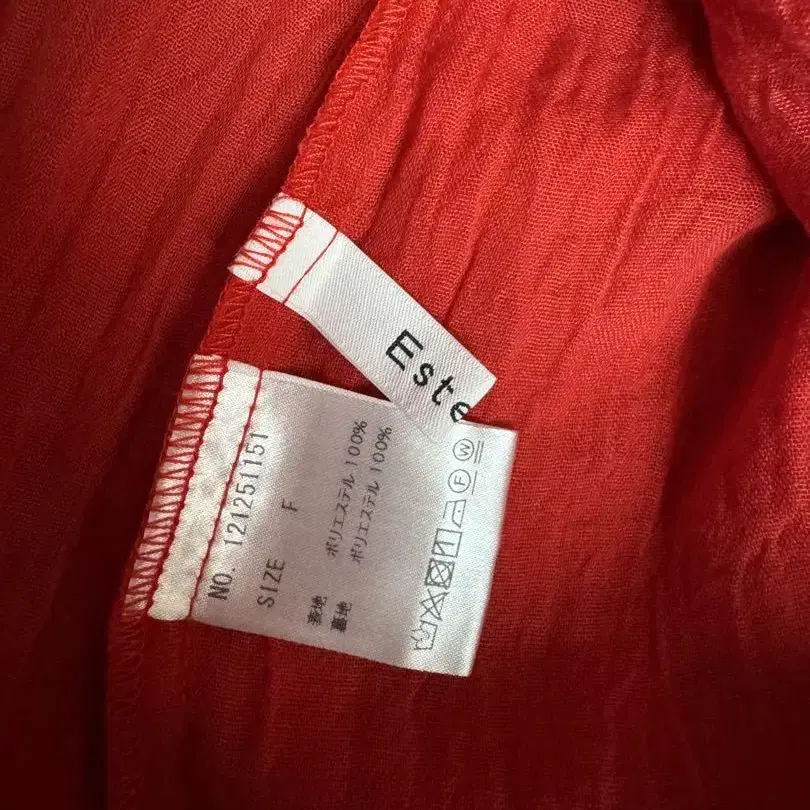 Este
NO. 121251151
SIZE F
表地 ポリエステル 100%
裏地 ポリエステル 100%
F W